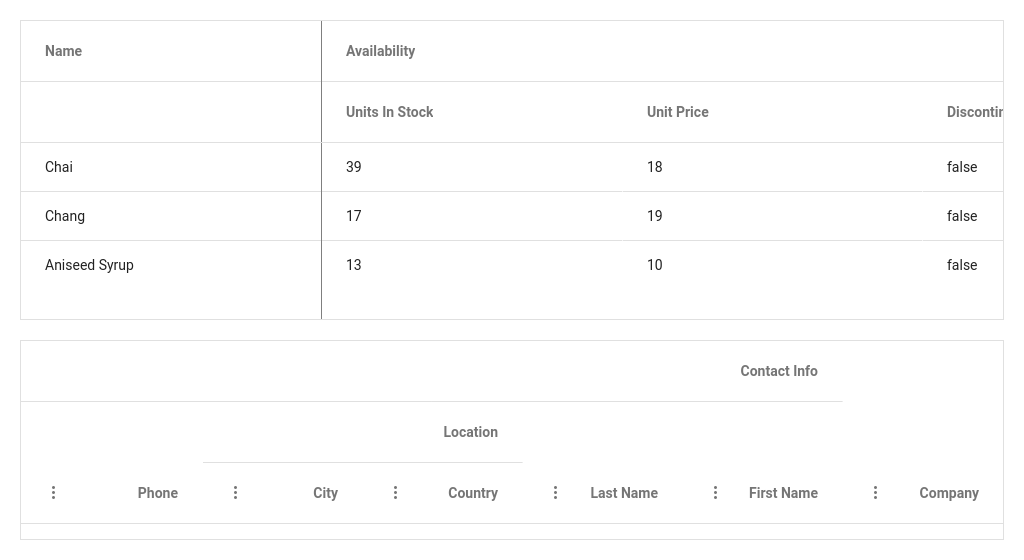 Name Availability
Units In Stock Unit Price Discontin
Chai 39 18 false
Chang 17 19 false
Aniseed Syrup 13 10 false
Contact Info
Location
Phone City Country Last Name First Name Company